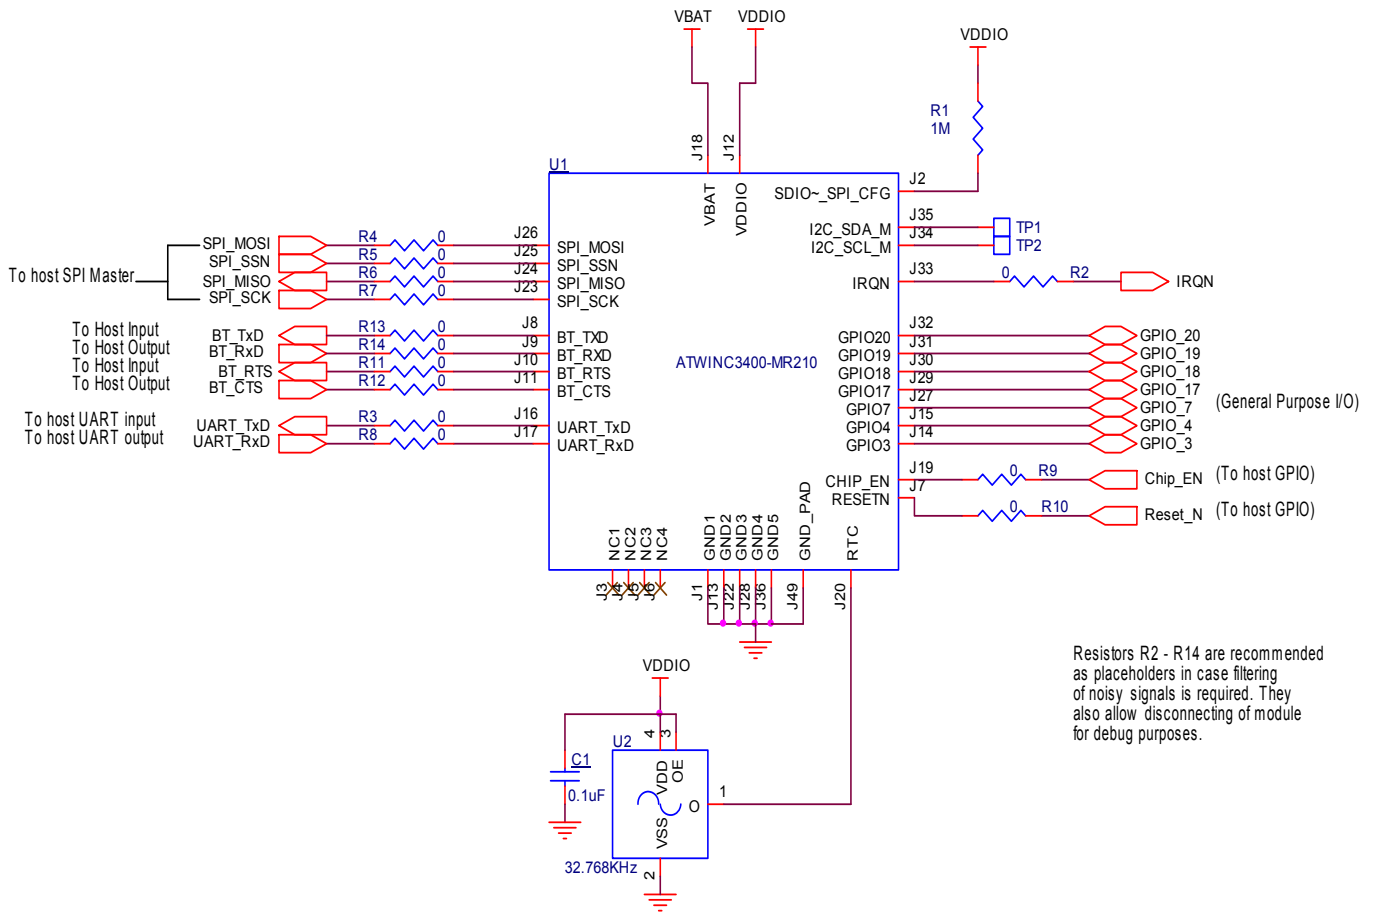 VBAT VDDIO
VDDIO
R1
1M
J18 J12
U1
VBAT VDDIO
SDIO~_SPI_CFG J2
I2C_SDA_M J35 TP1
I2C_SCL_M J34 TP2
IRQN J33 0 R2 IRQN
To host SPI Master
SPI_MOSI R4 0 J26 SPI_MOSI
SPI_SSN R5 0 J25 SPI_SSN
SPI_MISO R6 0 J24 SPI_MISO
SPI_SCK R7 0 J23 SPI_SCK
To Host Input BT_TxD R13 0 J8 BT_TXD
To Host Output BT_RxD R14 0 J9 BT_RXD
To Host Input BT_RTS R11 0 J10 BT_RTS
To Host Output BT_CTS R12 0 J11 BT_CTS
To host UART input UART_TxD R3 0 J16 UART_TxD
To host UART output UART_RxD R8 0 J17 UART_RxD
ATWINC3400-MR210
GPIO20 J32 GPIO_20
GPIO19 J31 GPIO_19
GPIO18 J30 GPIO_18
GPIO17 J29 GPIO_17
GPIO7 J27 GPIO_7
GPIO4 J15 GPIO_4
GPIO3 J14 GPIO_3
(General Purpose I/O)
CHIP_EN J19 0 R9 Chip_EN (To host GPIO)
RESETN J7 0 R10 Reset_N (To host GPIO)
NC1 NC2 NC3 NC4 GND1 GND2 GND3 GND4 GND5 GND_PAD RTC
J3 J4 J5 J6 J1 J13 J22 J28 J36 J49 J20
Resistors R2 - R14 are recommended
as placeholders in case filtering
of noisy signals is required. They
also allow disconnecting of module
for debug purposes.
VDDIO
U2 4 3
C1
0.1uF
VDD OE
O 1
VSS
32.768KHz
2